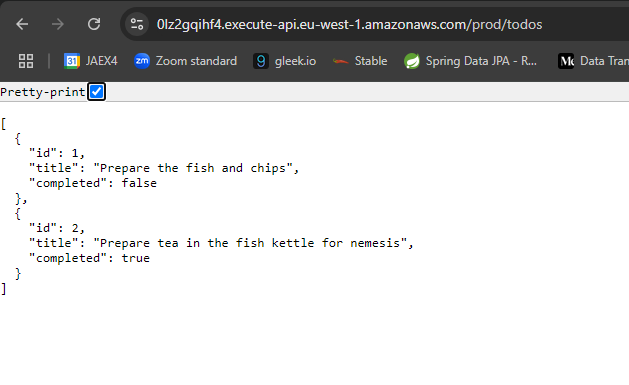 0lz2gqihf4.execute-api.eu-west-1.amazonaws.com/prod/todos
31 JAEX4 zm Zoom standard g gleek.io Stable Spring Data JPA - R... Data Tran
Pretty-print
[
  {
    "id": 1,
    "title": "Prepare the fish and chips",
    "completed": false
  },
  {
    "id": 2,
    "title": "Prepare tea in the fish kettle for nemesis",
    "completed": true
  }
]